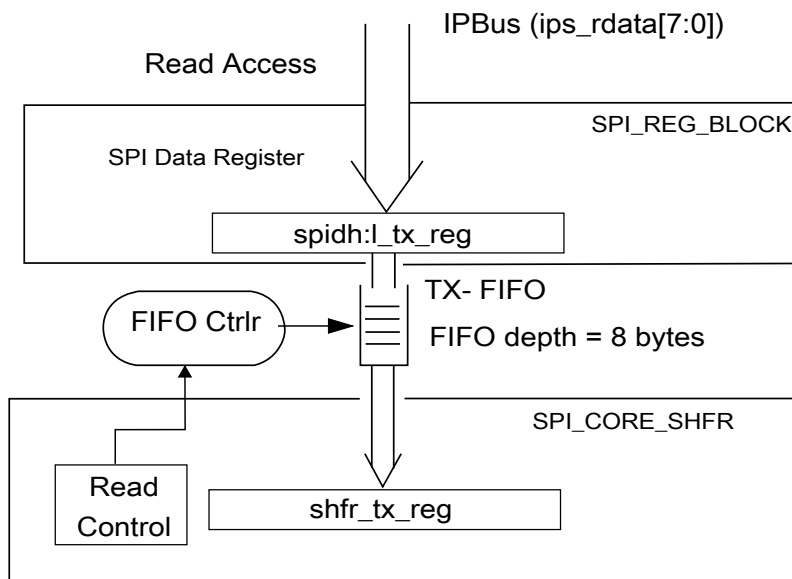 IPBus (ips_rdata[7:0])
Read Access
SPI_REG_BLOCK
SPI Data Register
spidh:l_tx_reg
TX- FIFO
FIFO Ctrlr
FIFO depth = 8 bytes
SPI_CORE_SHFR
Read
Control
shfr_tx_reg